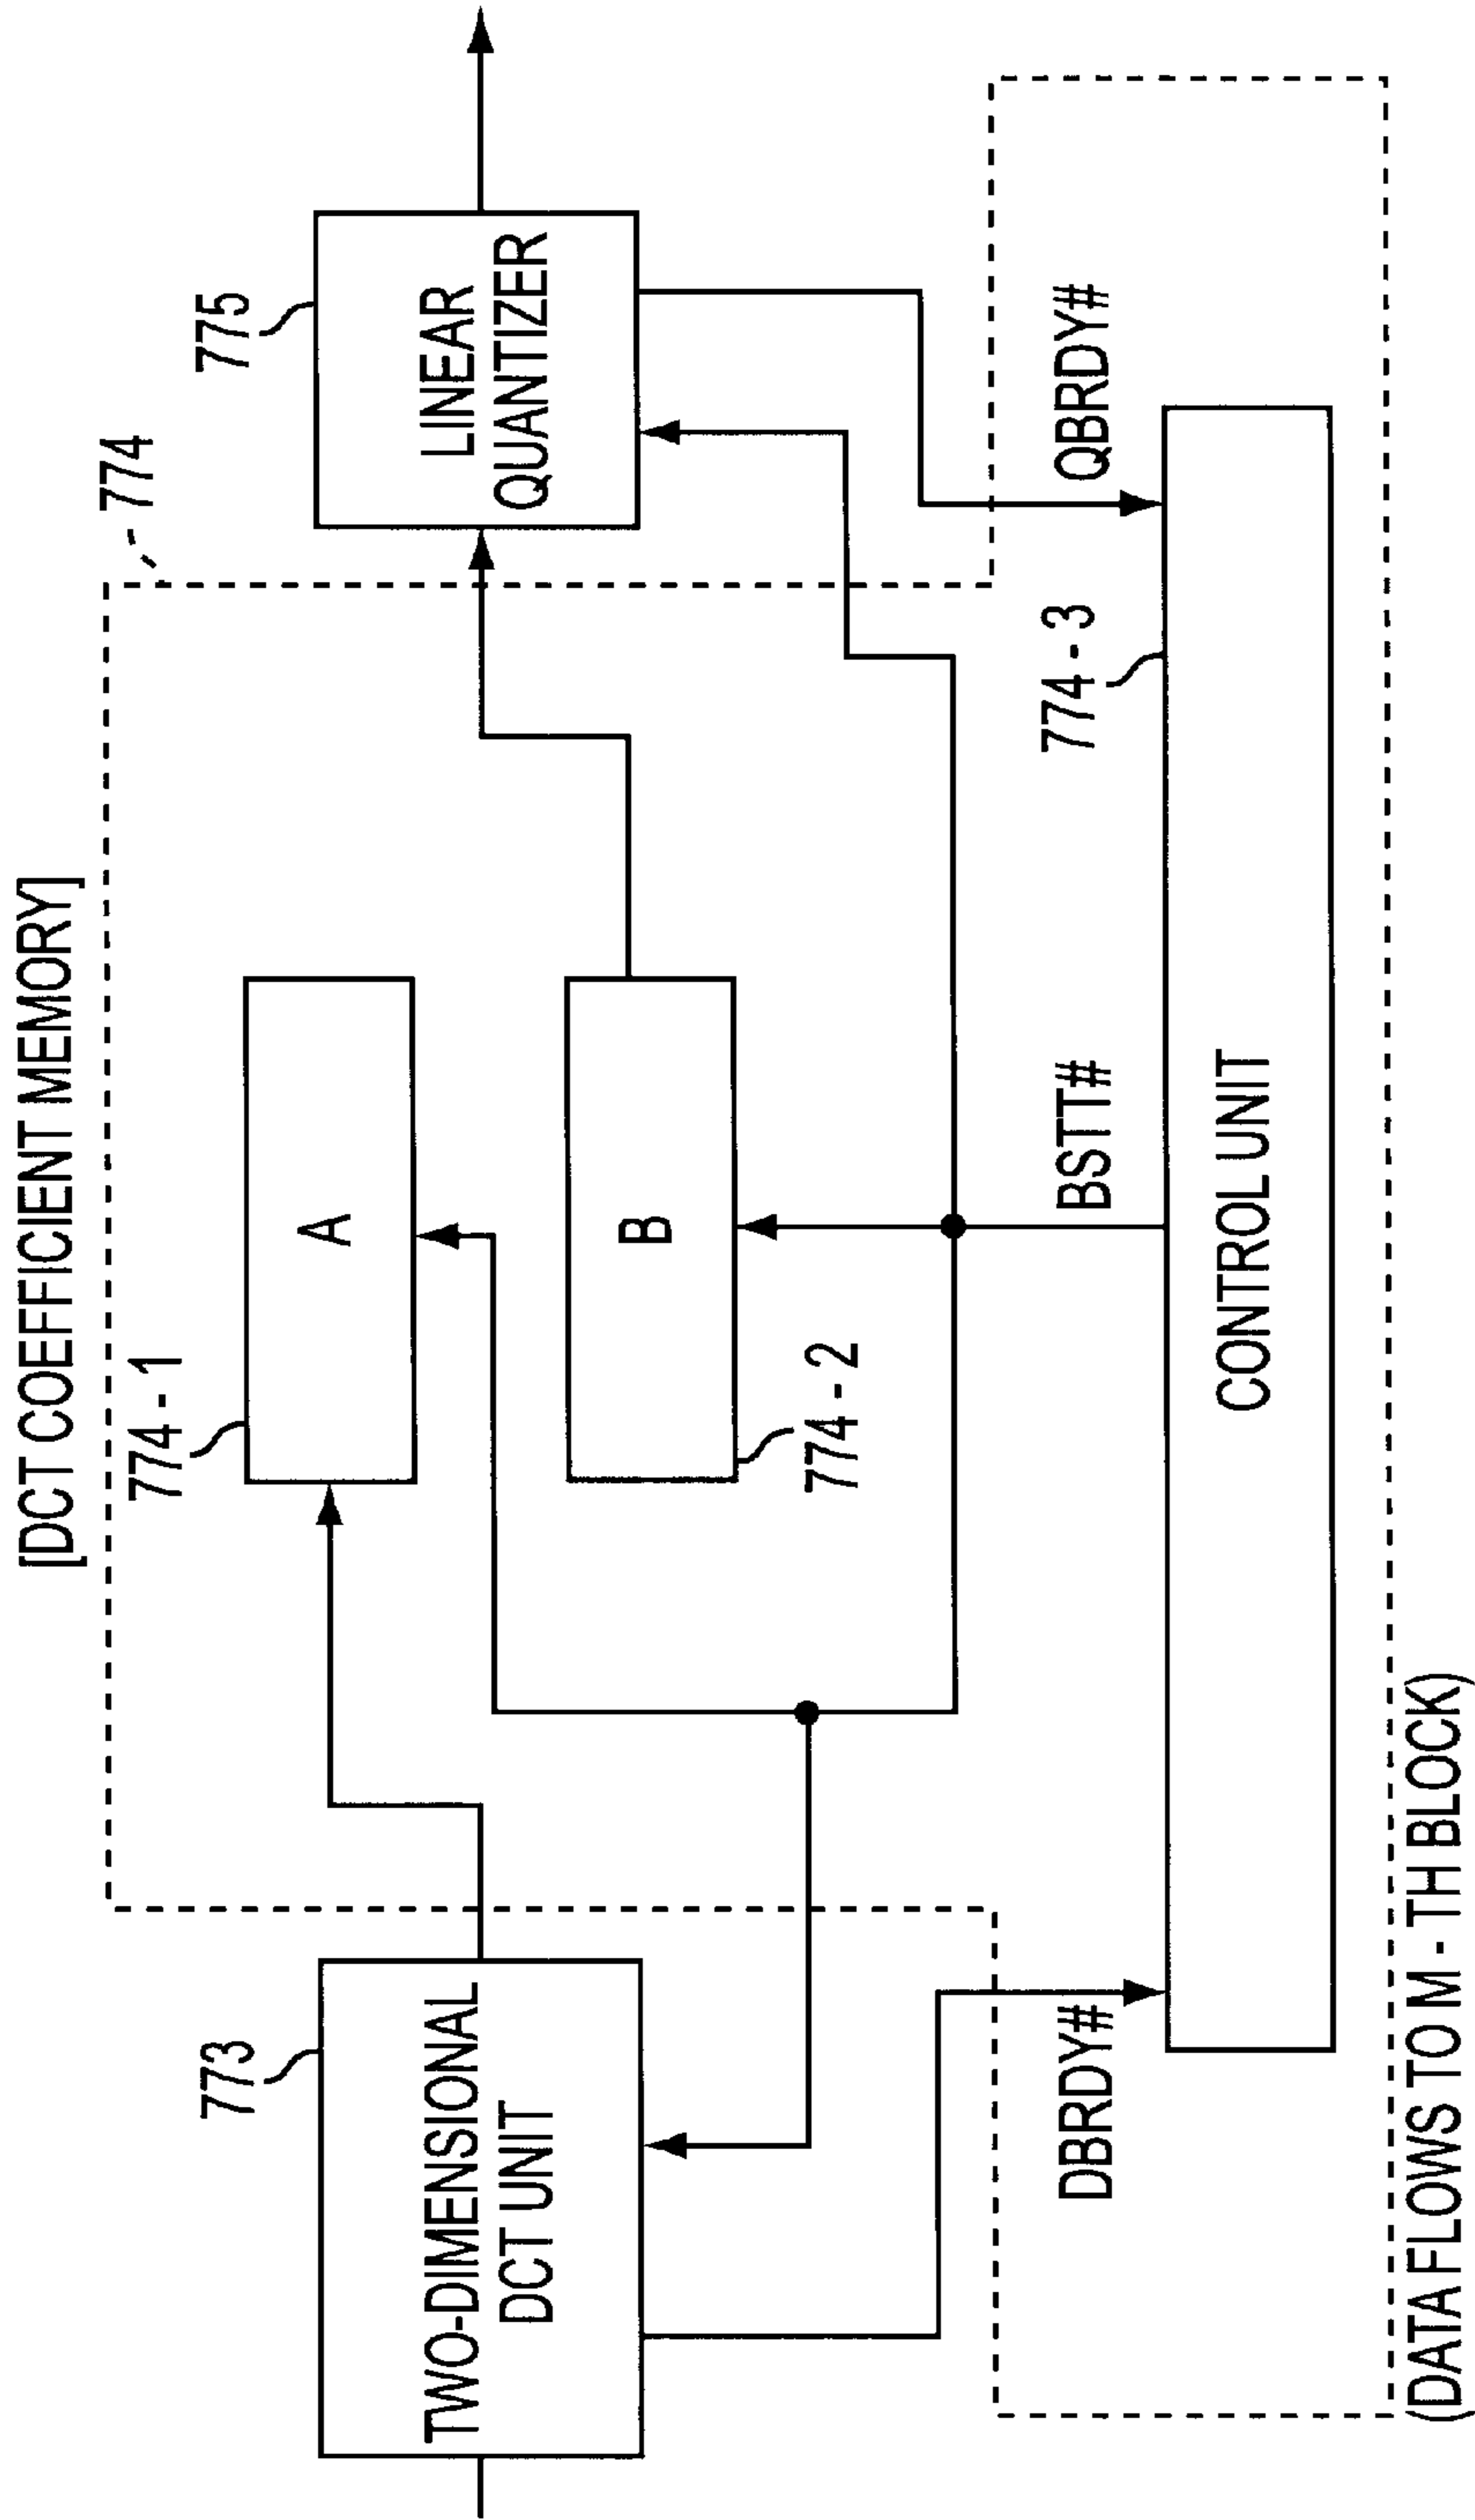 [DCT COEFFICIENT MEMORY]
774
773
774 - 1
775
TWO-DIMENSIONAL
DCT UNIT
A
LINEAR
QUANTIZER
B
774 - 2
DBRDY#
BSTT#
774 - 3
QBRDY#
CONTROL UNIT
(DATA FLOWS TO M - TH BLOCK)